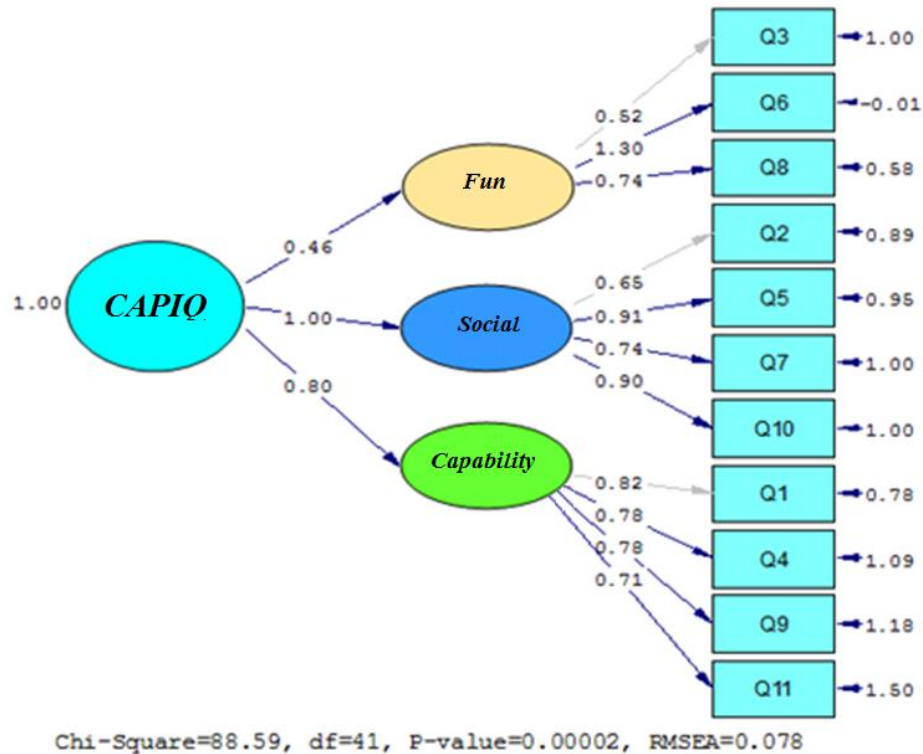 Q3
1.00
Q6
-0.01
0.52
1.30
Fun
0.74
Q8
0.58
0.46
Q2
0.89
0.65
1.00
CAPIQ
1.00
Social
0.91
Q5
0.95
0.74
Q7
1.00
0.90
0.80
Q10
1.00
Capability
0.82
Q1
0.78
0.78
Q4
1.09
0.78
0.71
Q9
1.18
Q11
1.50
Chi-Square=88.59, df=41, P-value=0.00002, RMSEA=0.078